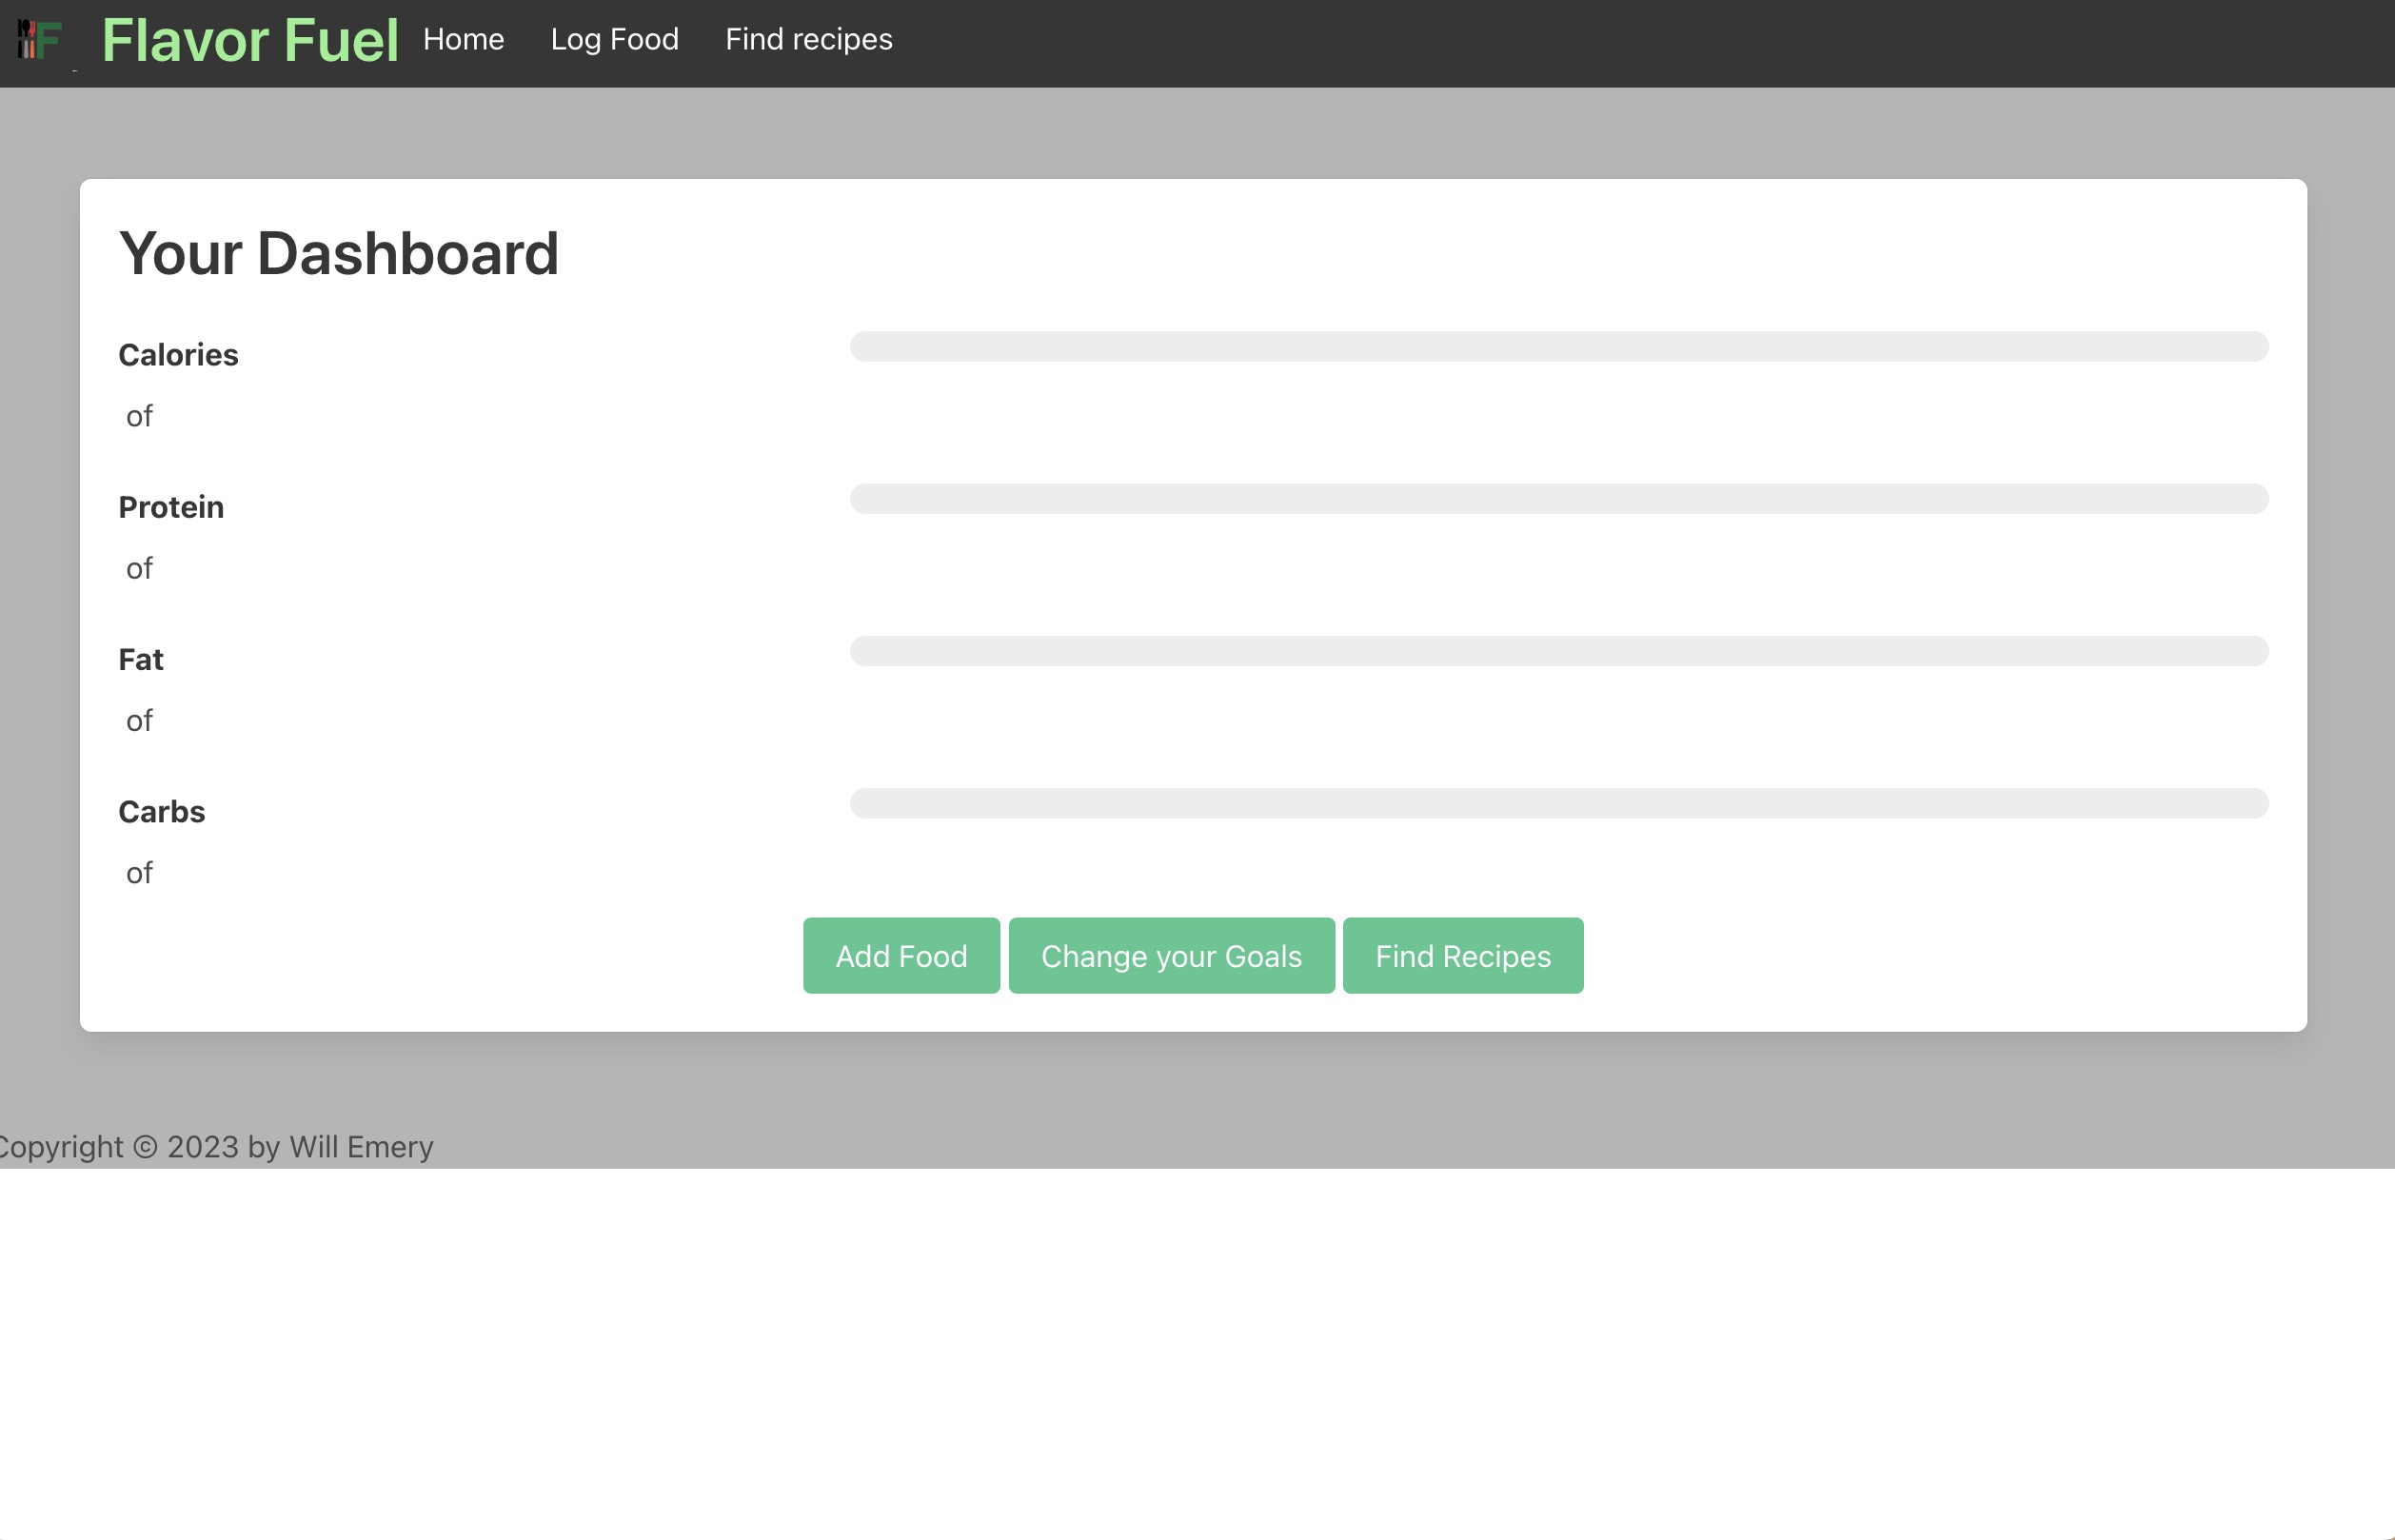 F Flavor Fuel Home Log Food Find recipes
Your Dashboard
Calories
of
Protein
of
Fat
of
Carbs
of
Add Food Change your Goals Find Recipes
Copyright © 2023 by Will Emery